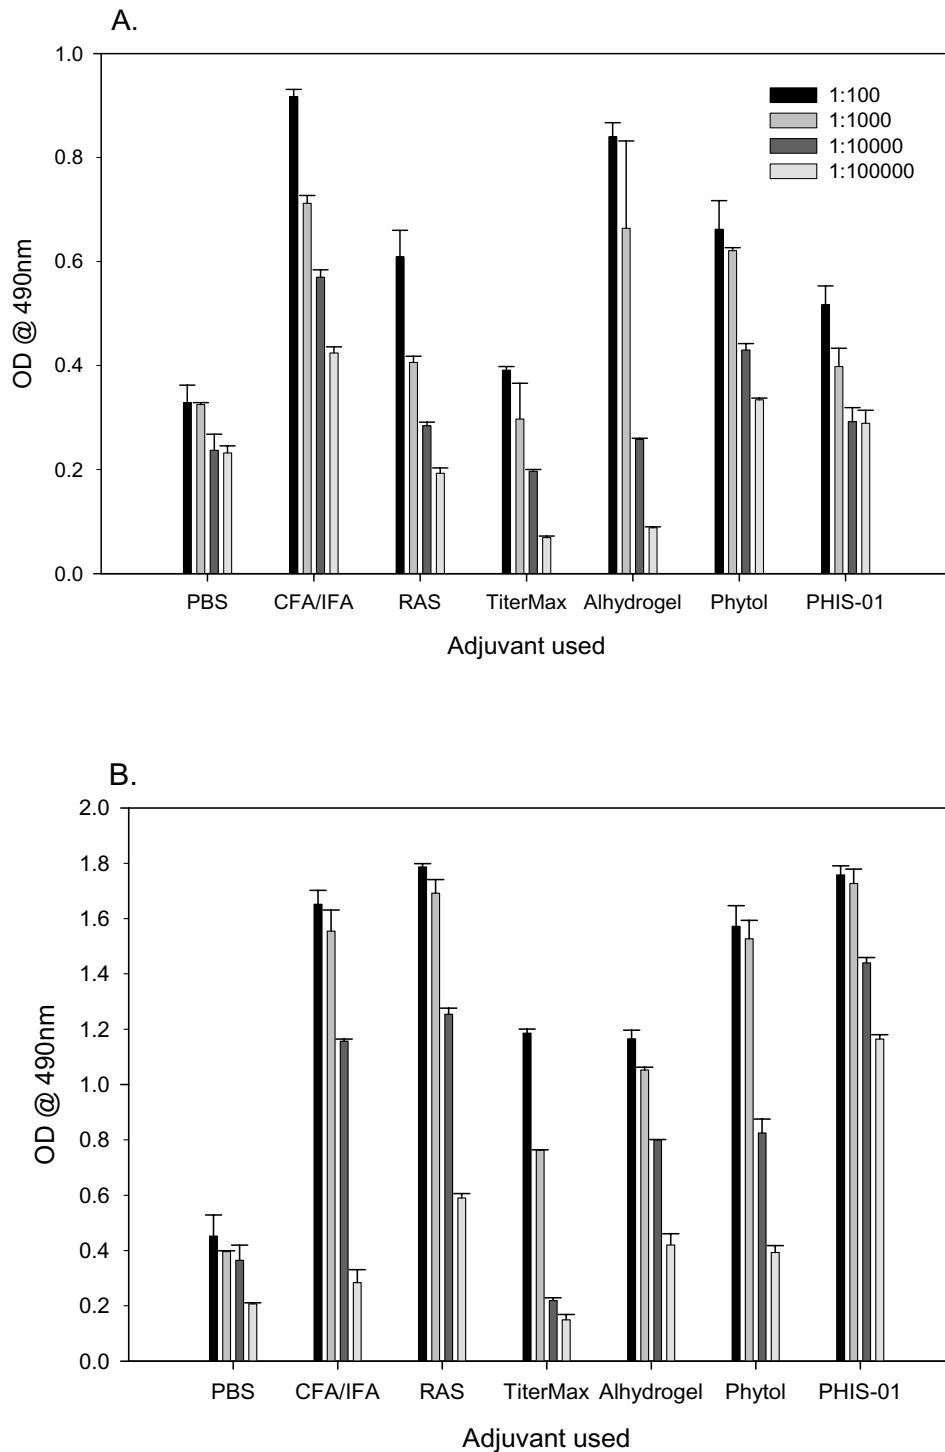 A.
1.0
0.8
0.6
0.4
0.2
0.0
OD @ 490nm
1:100
1:1000
1:10000
1:100000
PBS CFA/IFA RAS TiterMax Alhydrogel Phytol PHIS-01
Adjuvant used
B.
2.0
1.8
1.6
1.4
1.2
1.0
0.8
0.6
0.4
0.2
0.0
OD @ 490nm
PBS CFA/IFA RAS TiterMax Alhydrogel Phytol PHIS-01
Adjuvant used